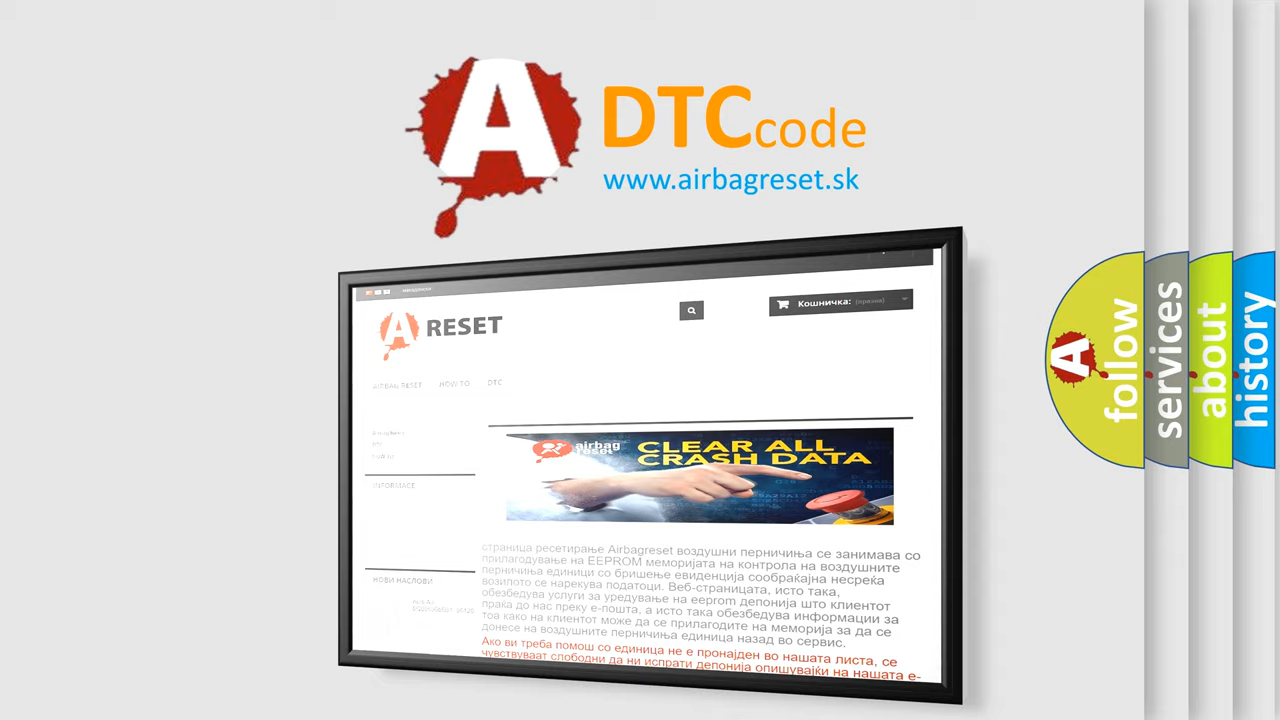 A DTCcode
www.airbagreset.sk
A RESET
Кошничка: (празна)
AIRBAG RESET HOW TO DTC
INFORMACE
airbag
reset
CLEAR ALL
CRASH DATA
страница ресетирање Airbagreset воздушни перничиња се занимава со
прилагодување на EEPROM меморијата на контрола на воздушните
перничиња единици со бришење евиденција сообраќајна несреќа
возилото се нарекува податоци. Веб-страницата, исто така,
обезбедува услуги за уредување на eeprom депонија што клиентот
праќа до нас преку е-пошта, а исто така обезбедува информации за
тоа како на клиентот може да се прилагодите на меморија за да се
донесе на воздушните перничиња единица назад во сервис.
Ако ви треба помош со единица не е пронајден во нашата листа, се
чувствуваат слободни да ни испрати депонија опишувајќи на нашата е-
НОВИ НАСЛОВИ
A
follow
services
about
history